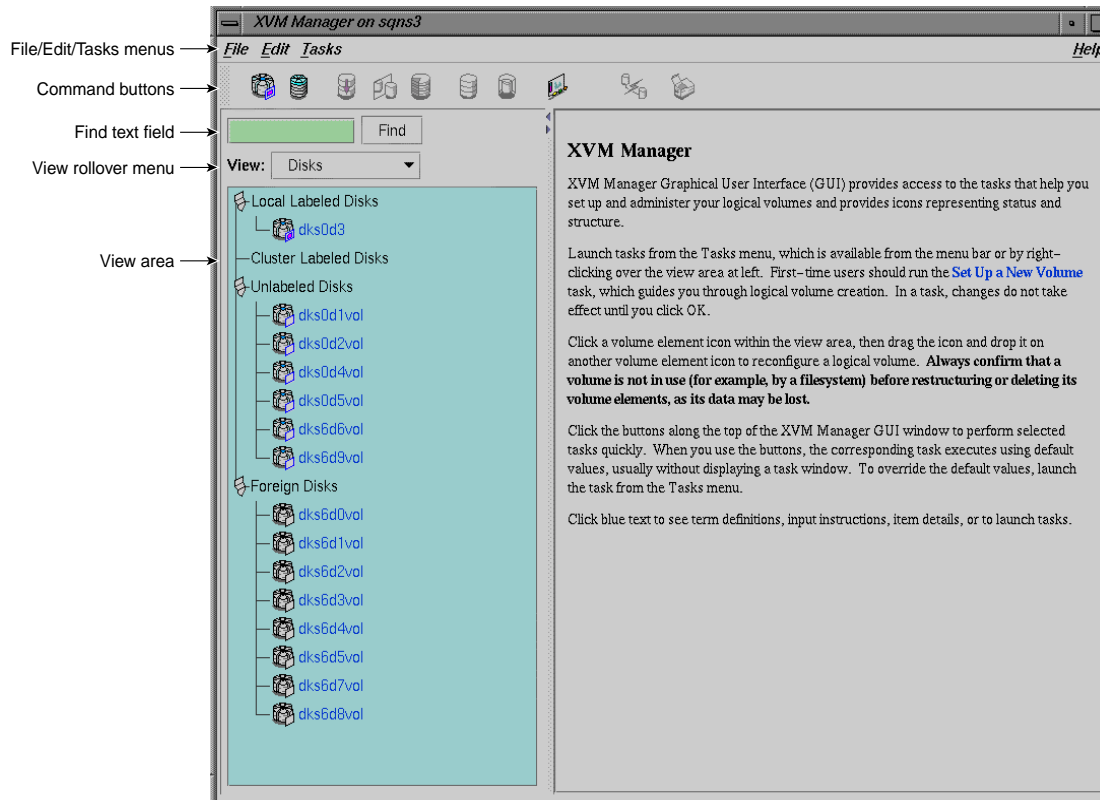 XVM Manager on sqns3
File/Edit/Tasks menus
File Edit Tasks
Help
Command buttons
Find text field
Find
View rollover menu
View:
Disks
View area
Local Labeled Disks
dks0d3
Cluster Labeled Disks
Unlabeled Disks
dks0d1vol
dks0d2vol
dks0d4vol
dks0d5vol
dks6d6vol
dks6d9vol
Foreign Disks
dks6d0vol
dks6d1vol
dks6d2vol
dks6d3vol
dks6d4vol
dks6d5vol
dks6d7vol
dks6d8vol
XVM Manager
XVM Manager Graphical User Interface (GUI) provides access to the tasks that help you
set up and administer your logical volumes and provides icons representing status and
structure.
Launch tasks from the Tasks menu, which is available from the menu bar or by right-
clicking over the view area at left. First-time users should run the Set Up a New Volume
task, which guides you through logical volume creation. In a task, changes do not take
effect until you click OK.
Click a volume element icon within the view area, then drag the icon and drop it on
another volume element icon to reconfigure a logical volume. Always confirm that a
volume is not in use (for example, by a filesystem) before restructuring or deleting its
volume elements, as its data may be lost.
Click the buttons along the top of the XVM Manager GUI window to perform selected
tasks quickly. When you use the buttons, the corresponding task executes using default
values, usually without displaying a task window. To override the default values, launch
the task from the Tasks menu.
Click blue text to see term definitions, input instructions, item details, or to launch tasks.